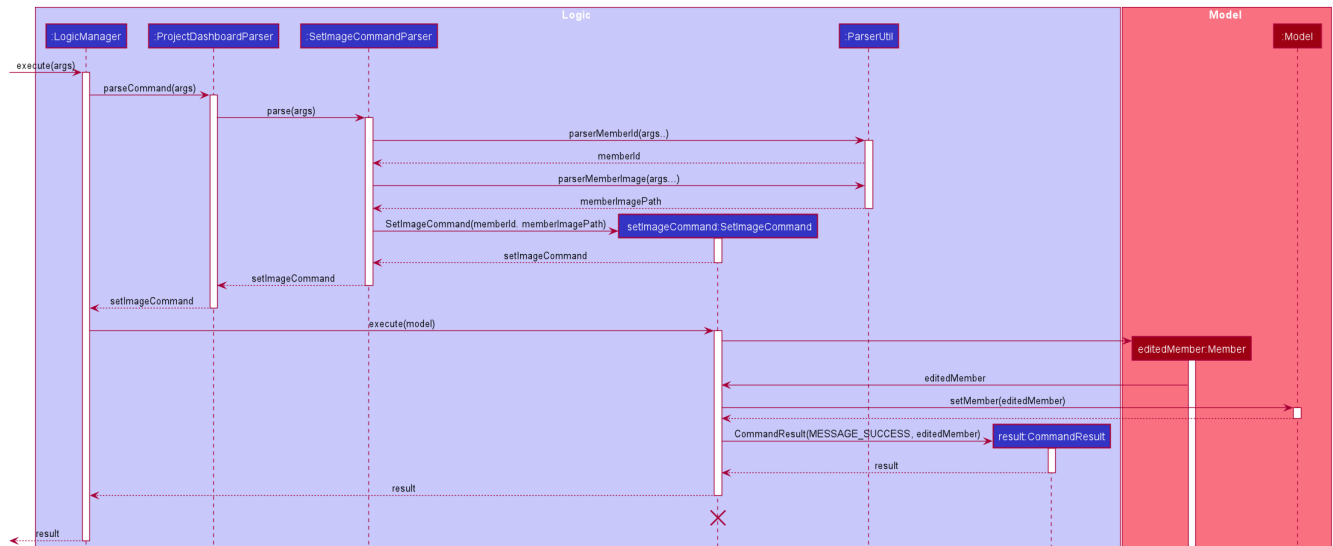 Logic
Model
:LogicManager
:ProjectDashboardParser
:SetImageCommandParser
:ParserUtil
:Model
execute(args)
parseCommand(args)
parse(args)
parserMemberId(args..)
memberId
parserMemberImage(args...)
memberImagePath
SetImageCommand(memberId. memberImagePath)
setImageCommand:SetImageCommand
setImageCommand
setImageCommand
setImageCommand
execute(model)
editedMember:Member
editedMember
setMember(editedMember)
CommandResult(MESSAGE_SUCCESS, editedMember)
result:CommandResult
result
result
result